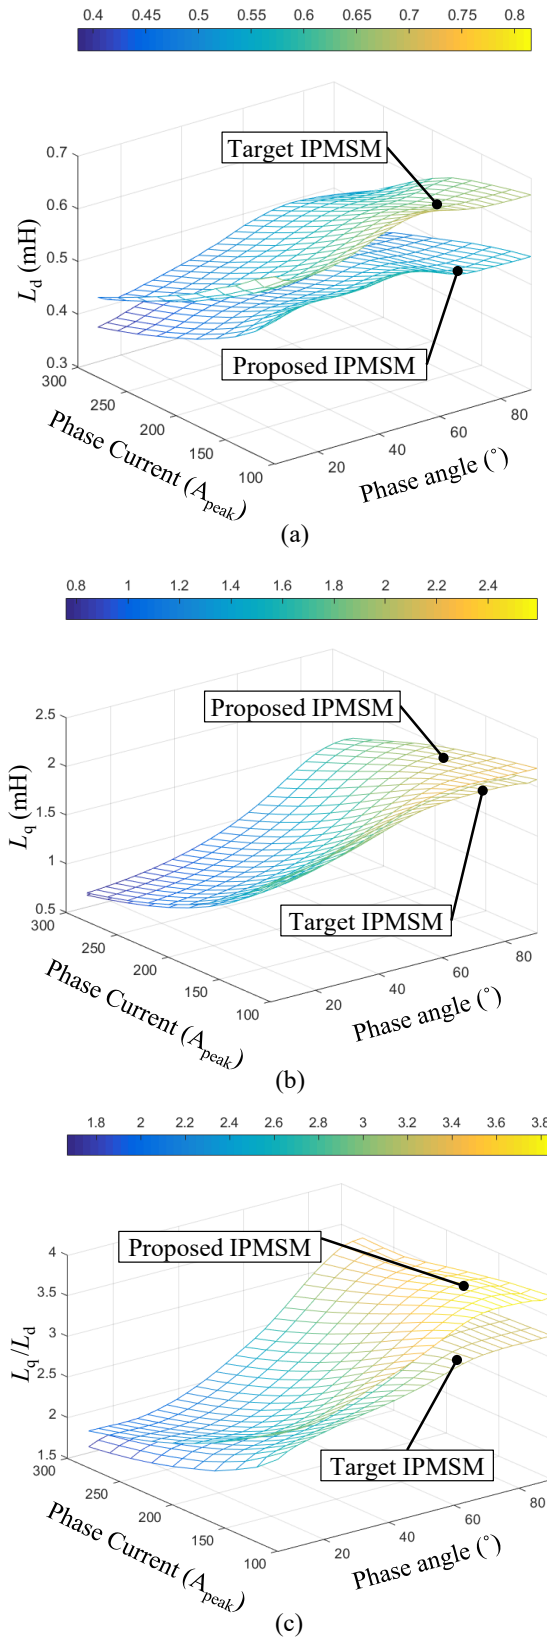 0.4 0.45 0.5 0.55 0.6 0.65 0.7 0.75 0.8
0.7
Target IPMSM
0.6
0.5
L_d (mH)
0.4
Proposed IPMSM
0.3
300
250
200
150
100
20
40
60
80
Phase Current (A_peak)
Phase angle (˚)
(a)
0.8 1 1.2 1.4 1.6 1.8 2 2.2 2.4
Proposed IPMSM
2.5
2
1.5
L_q (mH)
1
Target IPMSM
0.5
300
250
200
150
100
20
40
60
80
Phase Current (A_peak)
Phase angle (˚)
(b)
1.8 2 2.2 2.4 2.6 2.8 3 3.2 3.4 3.6 3.8
Proposed IPMSM
4
3.5
3
2.5
L_q/L_d
2
Target IPMSM
1.5
300
250
200
150
100
20
40
60
80
Phase Current (A_peak)
Phase angle (˚)
(c)